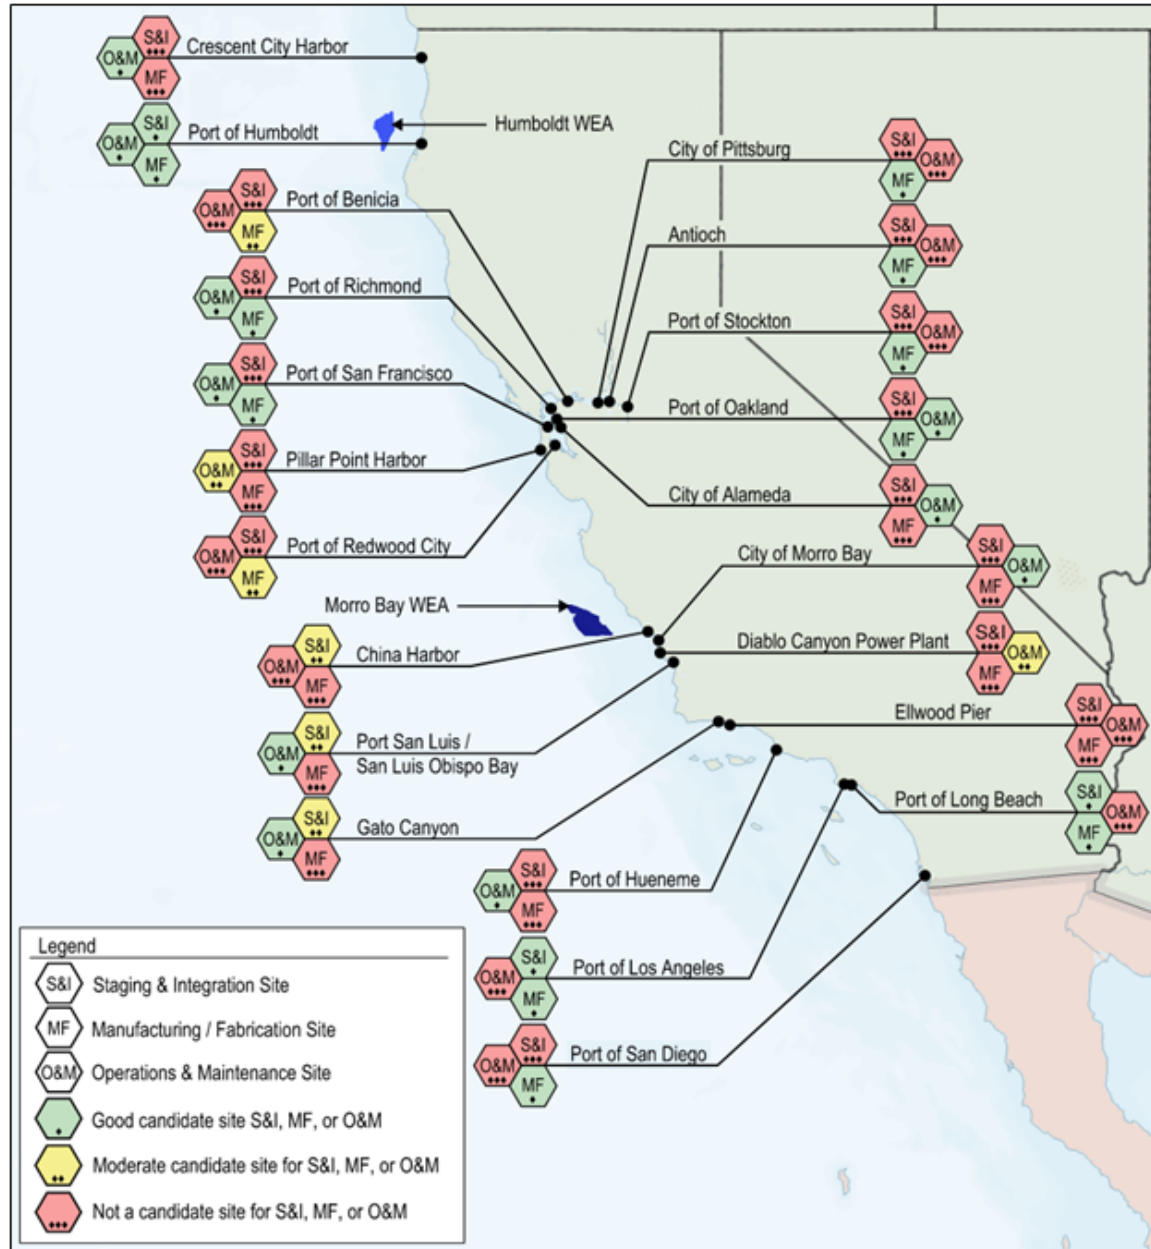 S&I
O&M
MF
Crescent City Harbor
S&I
O&M
MF
Port of Humboldt
Humboldt WEA
S&I
O&M
MF
Port of Benicia
S&I
O&M
MF
Port of Richmond
S&I
O&M
MF
Port of San Francisco
S&I
O&M
MF
Pillar Point Harbor
S&I
O&M
MF
Port of Redwood City
Morro Bay WEA
S&I
O&M
MF
China Harbor
S&I
O&M
MF
Port San Luis /
San Luis Obispo Bay
S&I
O&M
MF
Gato Canyon
City of Pittsburg
S&I
O&M
MF
Antioch
S&I
O&M
MF
Port of Stockton
S&I
O&M
MF
Port of Oakland
S&I
O&M
MF
City of Alameda
S&I
O&M
MF
City of Morro Bay
S&I
O&M
MF
Diablo Canyon Power Plant
S&I
O&M
MF
Ellwood Pier
S&I
O&M
MF
Port of Long Beach
S&I
O&M
MF
S&I
O&M
MF
Port of Hueneme
S&I
O&M
MF
Port of Los Angeles
S&I
O&M
MF
Port of San Diego
Legend
S&I Staging & Integration Site
MF Manufacturing / Fabrication Site
O&M Operations & Maintenance Site
Good candidate site S&I, MF, or O&M
Moderate candidate site for S&I, MF, or O&M
Not a candidate site for S&I, MF, or O&M